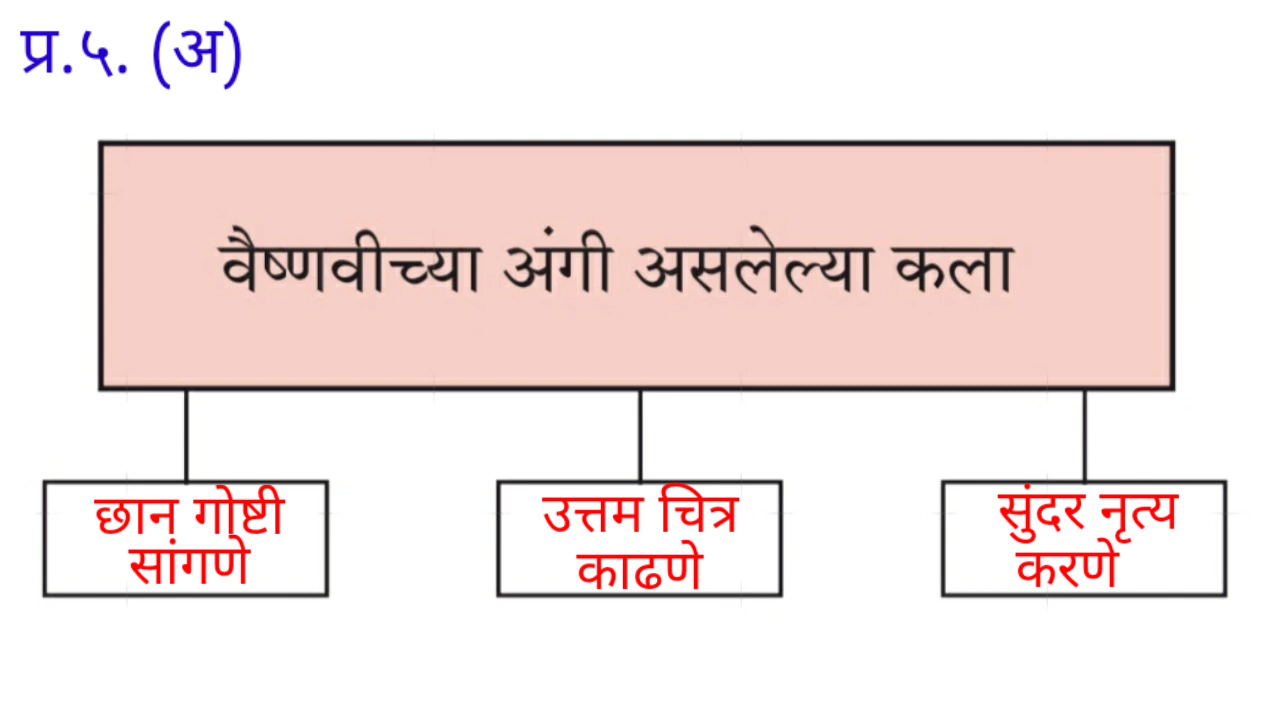 प्र.५. (अ)
वैष्णवीच्या अंगी असलेल्या कला
छान गोष्टी
सांगणे
उत्तम चित्र
काढणे
सुंदर नृत्य
करणे